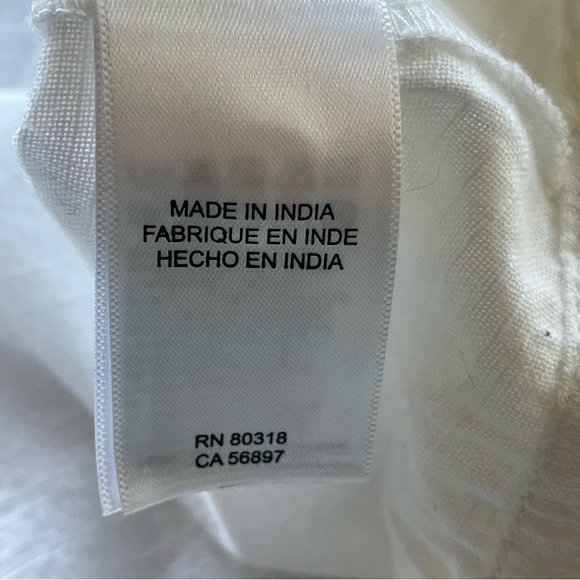 MADE IN INDIA
FABRIQUE EN INDE
HECHO EN INDIA
RN 80318
CA 56897